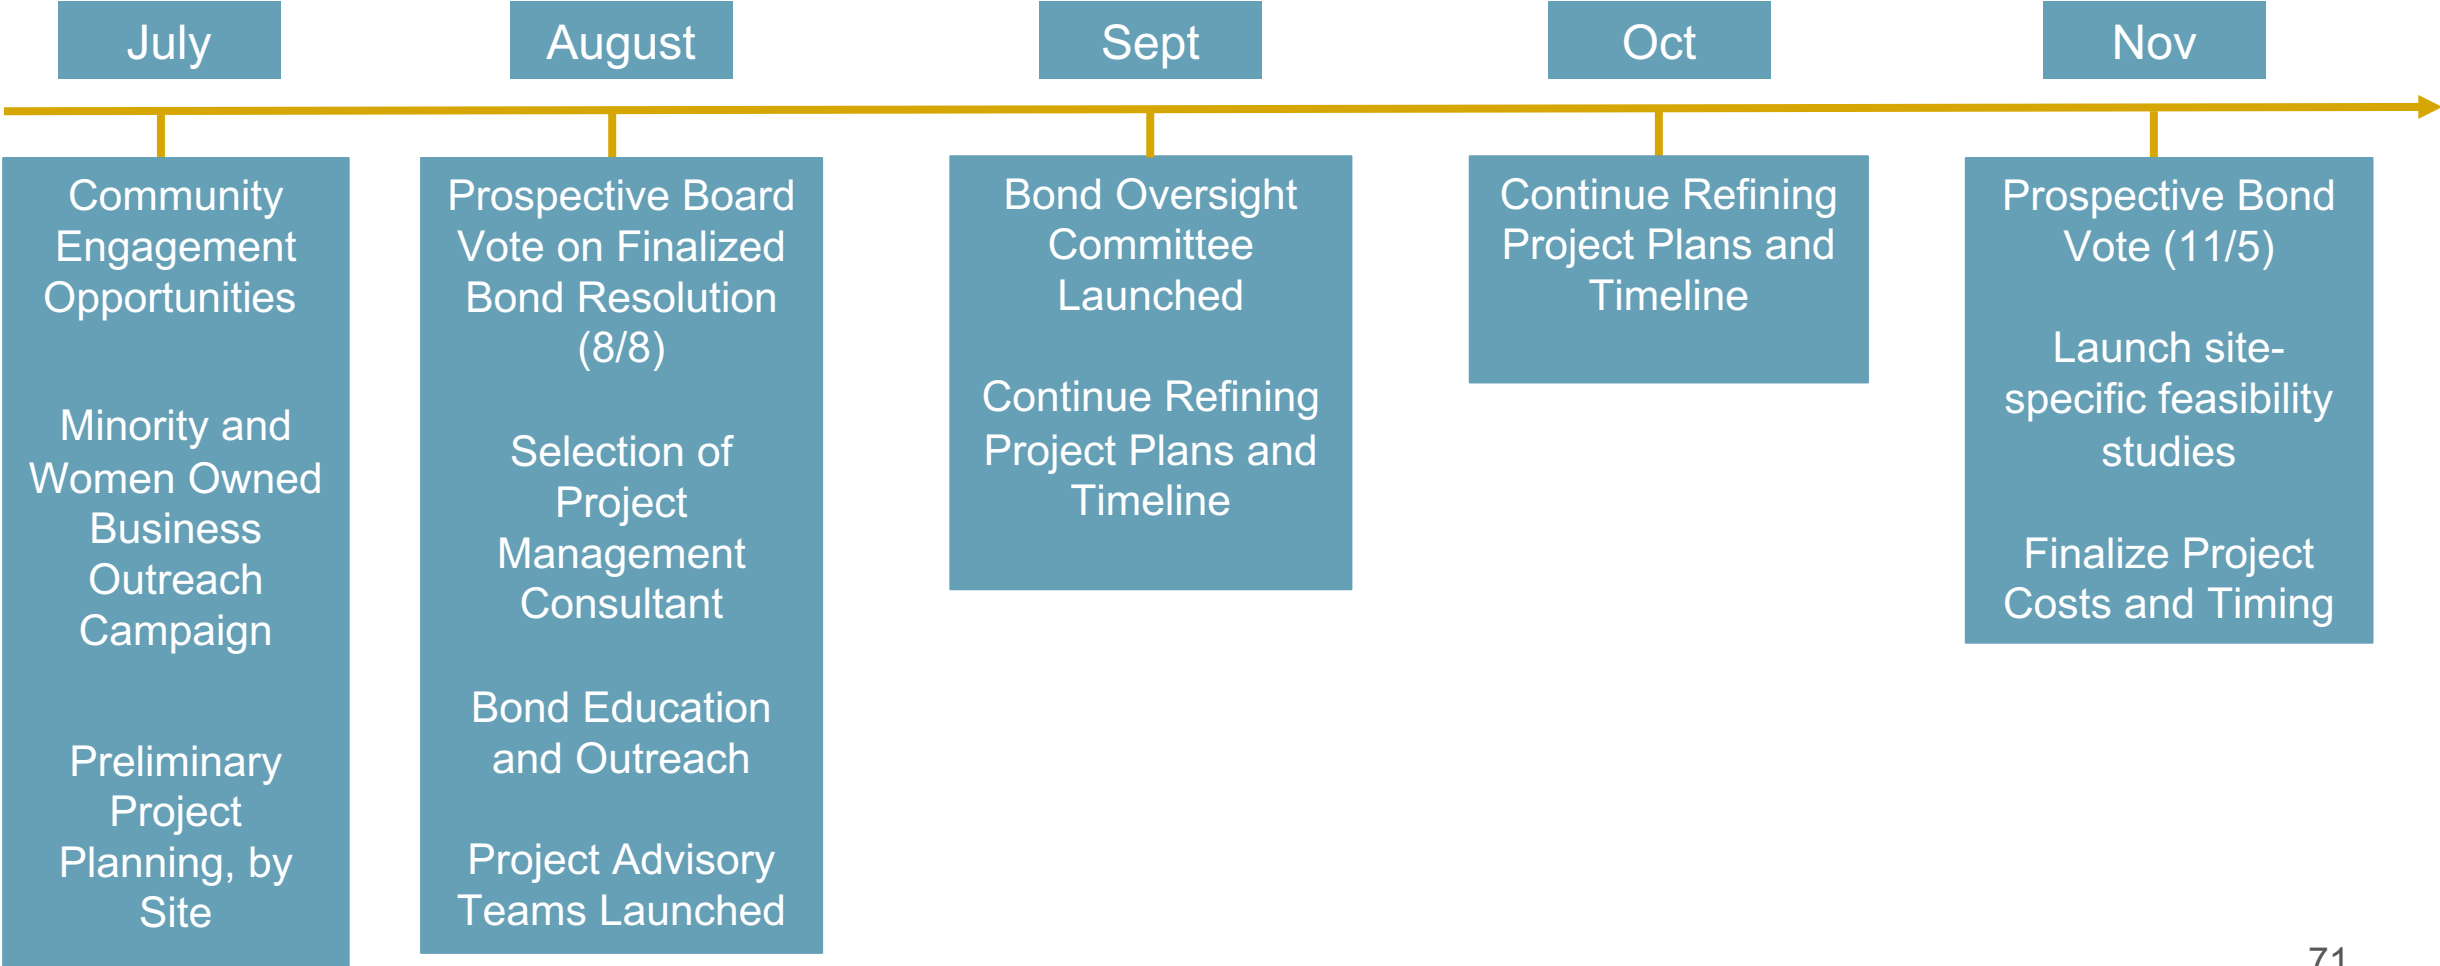 July
August
Sept
Oct
Nov
Community
Engagement
Opportunities
Minority and
Women Owned
Business
Outreach
Campaign
Preliminary
Project
Planning, by
Site
Prospective Board
Vote on Finalized
Bond Resolution
(8/8)
Selection of
Project
Management
Consultant
Bond Education
and Outreach
Project Advisory
Teams Launched
Bond Oversight
Committee
Launched
Continue Refining
Project Plans and
Timeline
Continue Refining
Project Plans and
Timeline
Prospective Bond
Vote (11/5)
Launch site-
specific feasibility
studies
Finalize Project
Costs and Timing
71